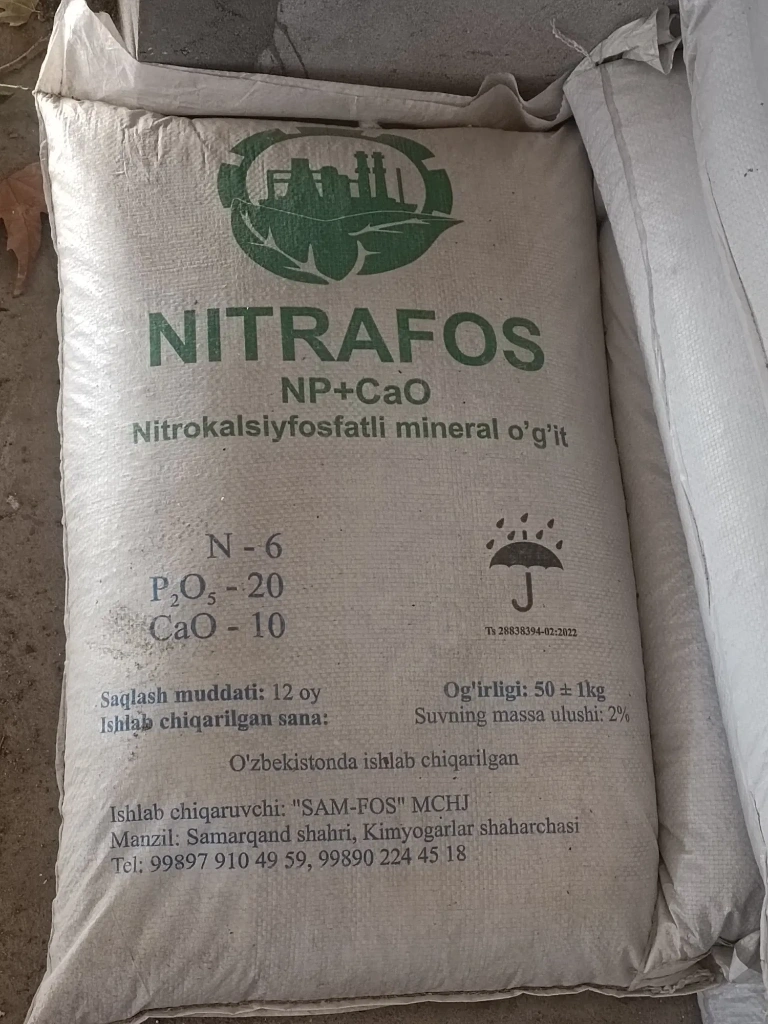 NITRAFOS
NP+CaO
Nitrokalsiyfosfatli mineral o’g’it
N - 6
P₂O₅ - 20
CaO - 10
Ts 28838394-02:2022
Saqlash muddati: 12 oy
Ishlab chiqarilgan sana:
Og'irligi: 50 ± 1kg
Suvning massa ulushi: 2%
O'zbekistonda ishlab chiqarilgan
Ishlab chiqaruvchi: "SAM-FOS" MCHJ
Manzil: Samarqand shahri, Kimyogarlar shaharchasi
Tel: 99897 910 49 59, 99890 224 45 18